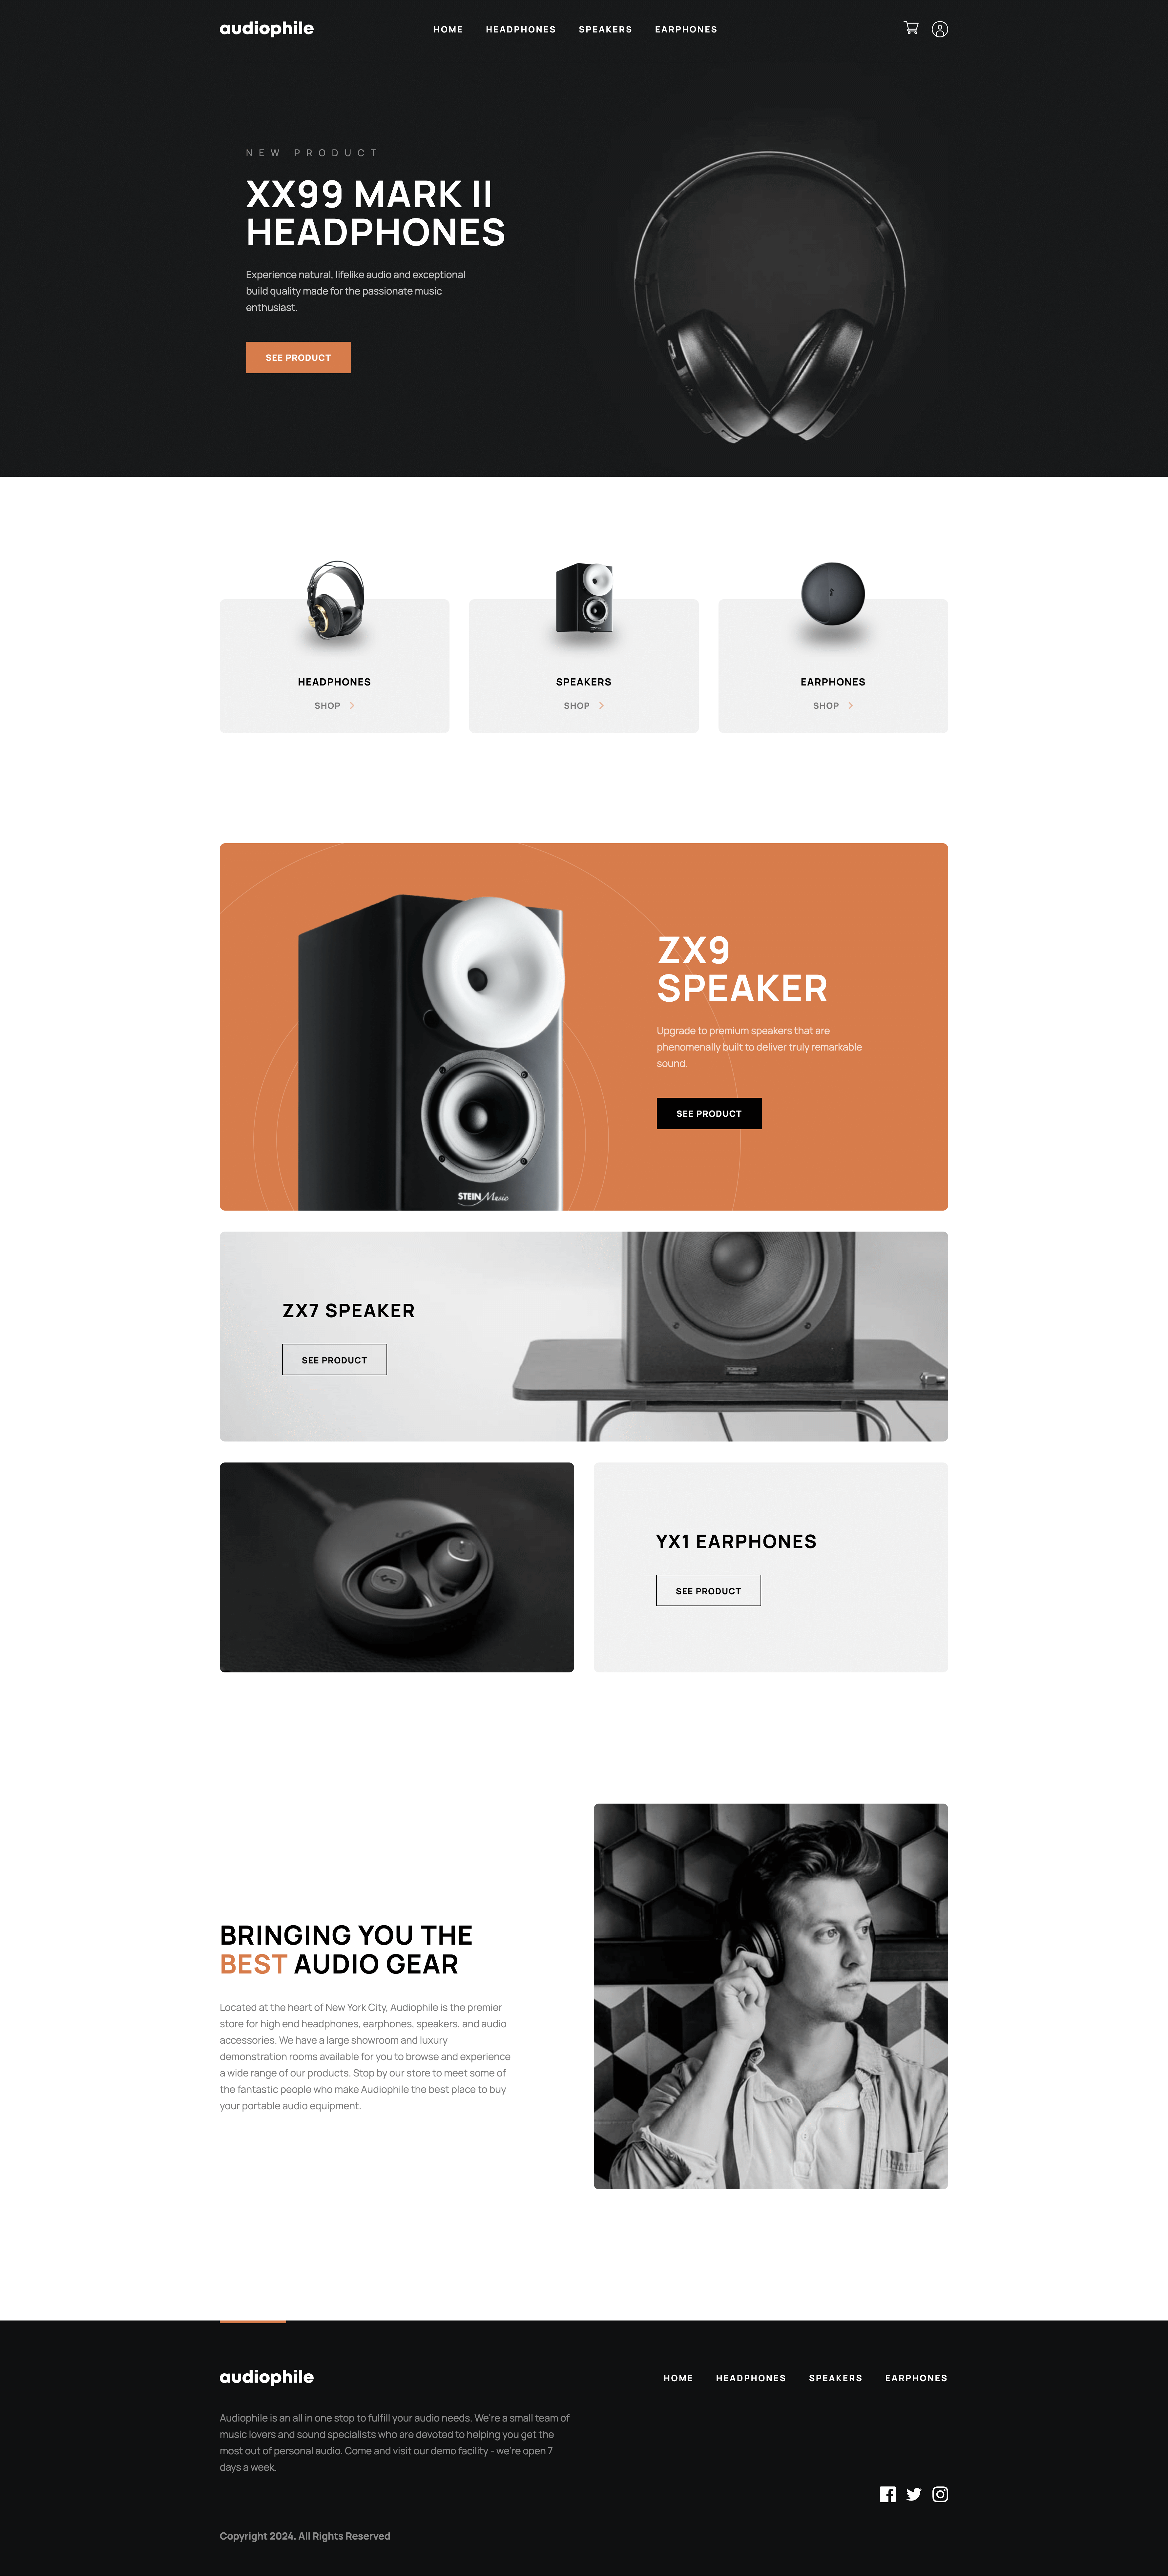 audiophile
HOME HEADPHONES SPEAKERS EARPHONES
NEW PRODUCT
XX99 MARK II
HEADPHONES
Experience natural, lifelike audio and exceptional
build quality made for the passionate music
enthusiast.
SEE PRODUCT
HEADPHONES
SHOP
SPEAKERS
SHOP
EARPHONES
SHOP
STEIN Music
ZX9
SPEAKER
Upgrade to premium speakers that are
phenomenally built to deliver truly remarkable
sound.
SEE PRODUCT
ZX7 SPEAKER
SEE PRODUCT
YX1 EARPHONES
SEE PRODUCT
BRINGING YOU THE
BEST AUDIO GEAR
Located at the heart of New York City, Audiophile is the premier
store for high end headphones, earphones, speakers, and audio
accessories. We have a large showroom and luxury
demonstration rooms available for you to browse and experience
a wide range of our products. Stop by our store to meet some of
the fantastic people who make Audiophile the best place to buy
your portable audio equipment.
audiophile
HOME HEADPHONES SPEAKERS EARPHONES
Audiophile is an all in one stop to fulfill your audio needs. We're a small team of
music lovers and sound specialists who are devoted to helping you get the
most out of personal audio. Come and visit our demo facility - we're open 7
days a week.
Copyright 2024. All Rights Reserved